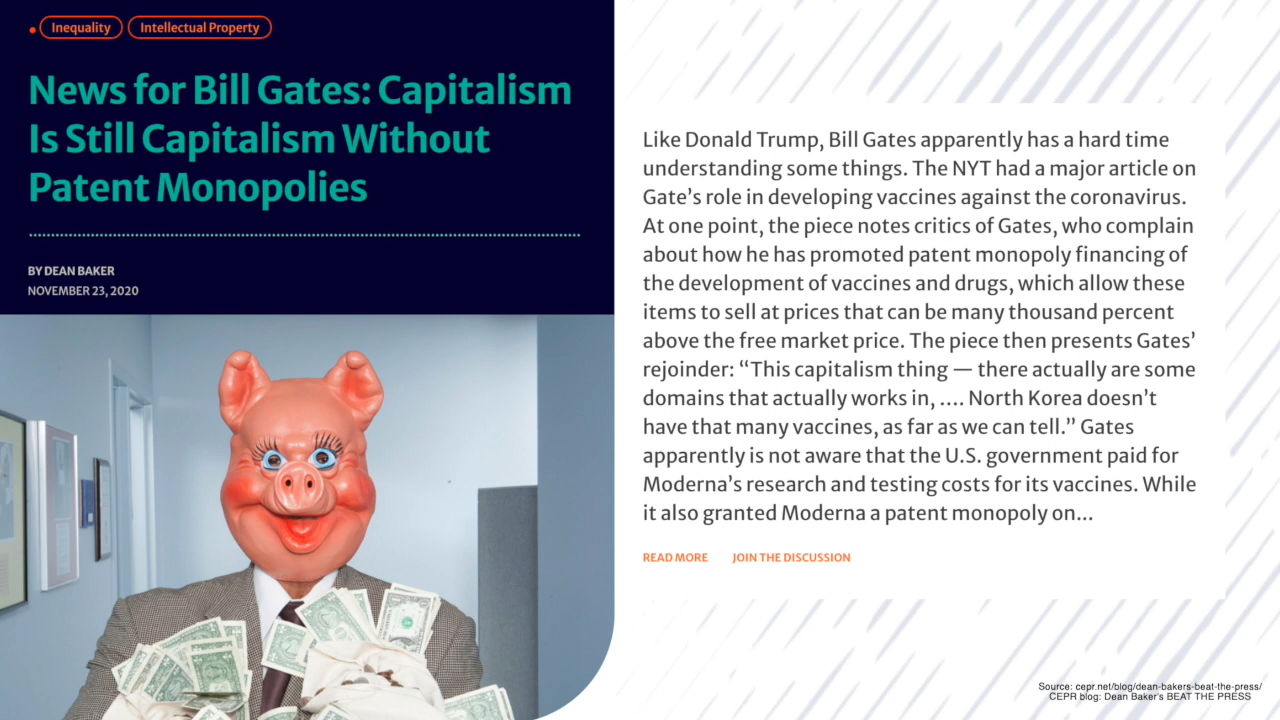 Inequality
Intellectual Property
News for Bill Gates: Capitalism
Is Still Capitalism Without
Patent Monopolies
BY DEAN BAKER
NOVEMBER 23, 2020
Like Donald Trump, Bill Gates apparently has a hard time
understanding some things. The NYT had a major article on
Gate’s role in developing vaccines against the coronavirus.
At one point, the piece notes critics of Gates, who complain
about how he has promoted patent monopoly financing of
the development of vaccines and drugs, which allow these
items to sell at prices that can be many thousand percent
above the free market price. The piece then presents Gates’
rejoinder: “This capitalism thing — there actually are some
domains that actually works in, …. North Korea doesn’t
have that many vaccines, as far as we can tell.” Gates
apparently is not aware that the U.S. government paid for
Moderna’s research and testing costs for its vaccines. While
it also granted Moderna a patent monopoly on...
READ MORE
JOIN THE DISCUSSION
Source: cepr.net/blog/dean-bakers-beat-the-press/
CEPR blog: Dean Baker's BEAT THE PRESS